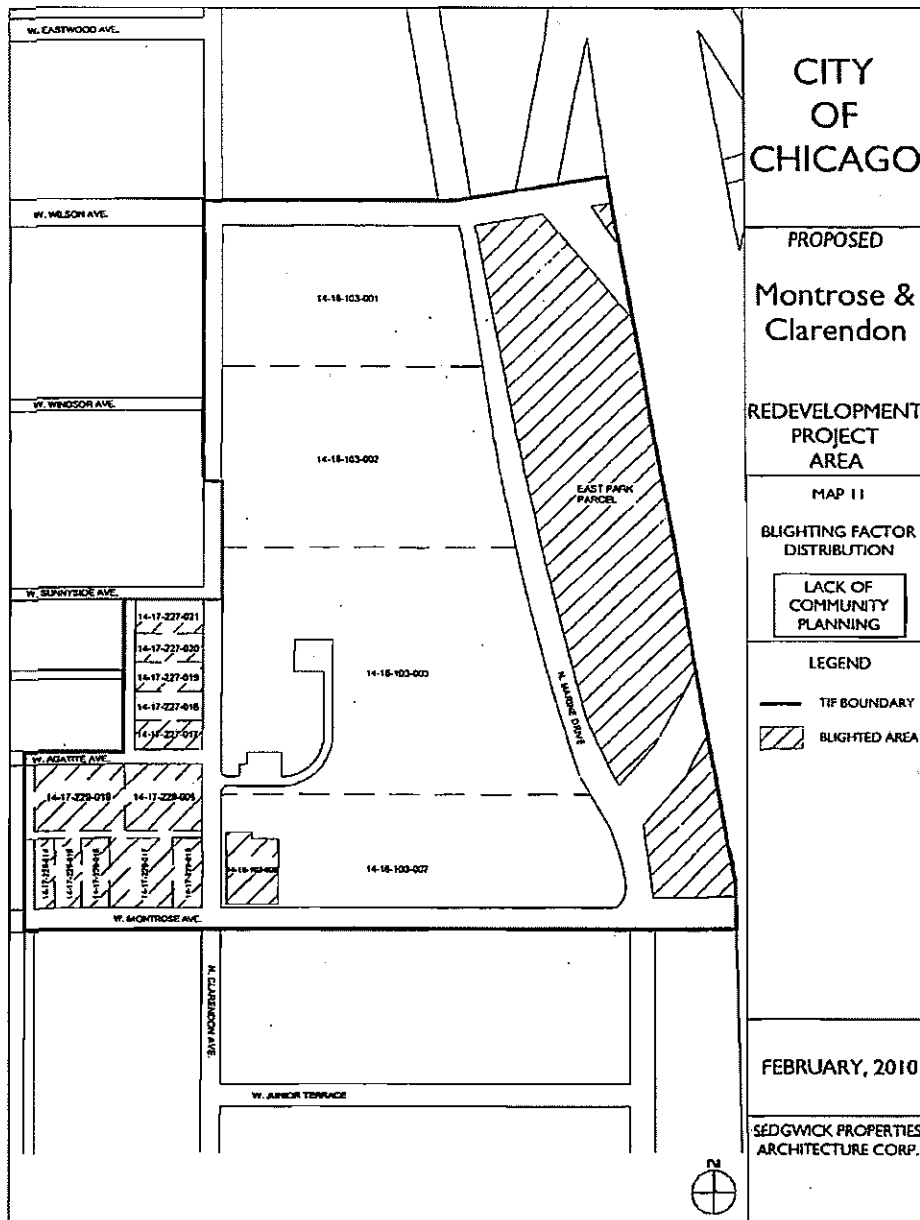 W. EASTWOOD AVE.
W. WILSON AVE.
14-16-103-001
W. WINDSOR AVE.
14-16-103-002
EAST PARK
PARCEL
W. SUNNYSIDE AVE.
14-17-227-021
14-17-227-020
14-17-227-019
14-17-227-018
14-17-227-017
14-16-103-003
N. MARINE DRIVE
W. AGATITE AVE.
14-17-229-019
14-17-229-017
14-16-103-007
W. MONTROSE AVE.
N. CLARENDON AVE.
W. JUNIOR TERRACE
N
CITY
OF
CHICAGO
PROPOSED
Montrose &
Clarendon
REDEVELOPMENT
PROJECT
AREA
MAP 11
BLIGHTING FACTOR
DISTRIBUTION
LACK OF
COMMUNITY
PLANNING
LEGEND
TIF BOUNDARY
BLIGHTED AREA
FEBRUARY, 2010
SEDGWICK PROPERTIES
ARCHITECTURE CORP.